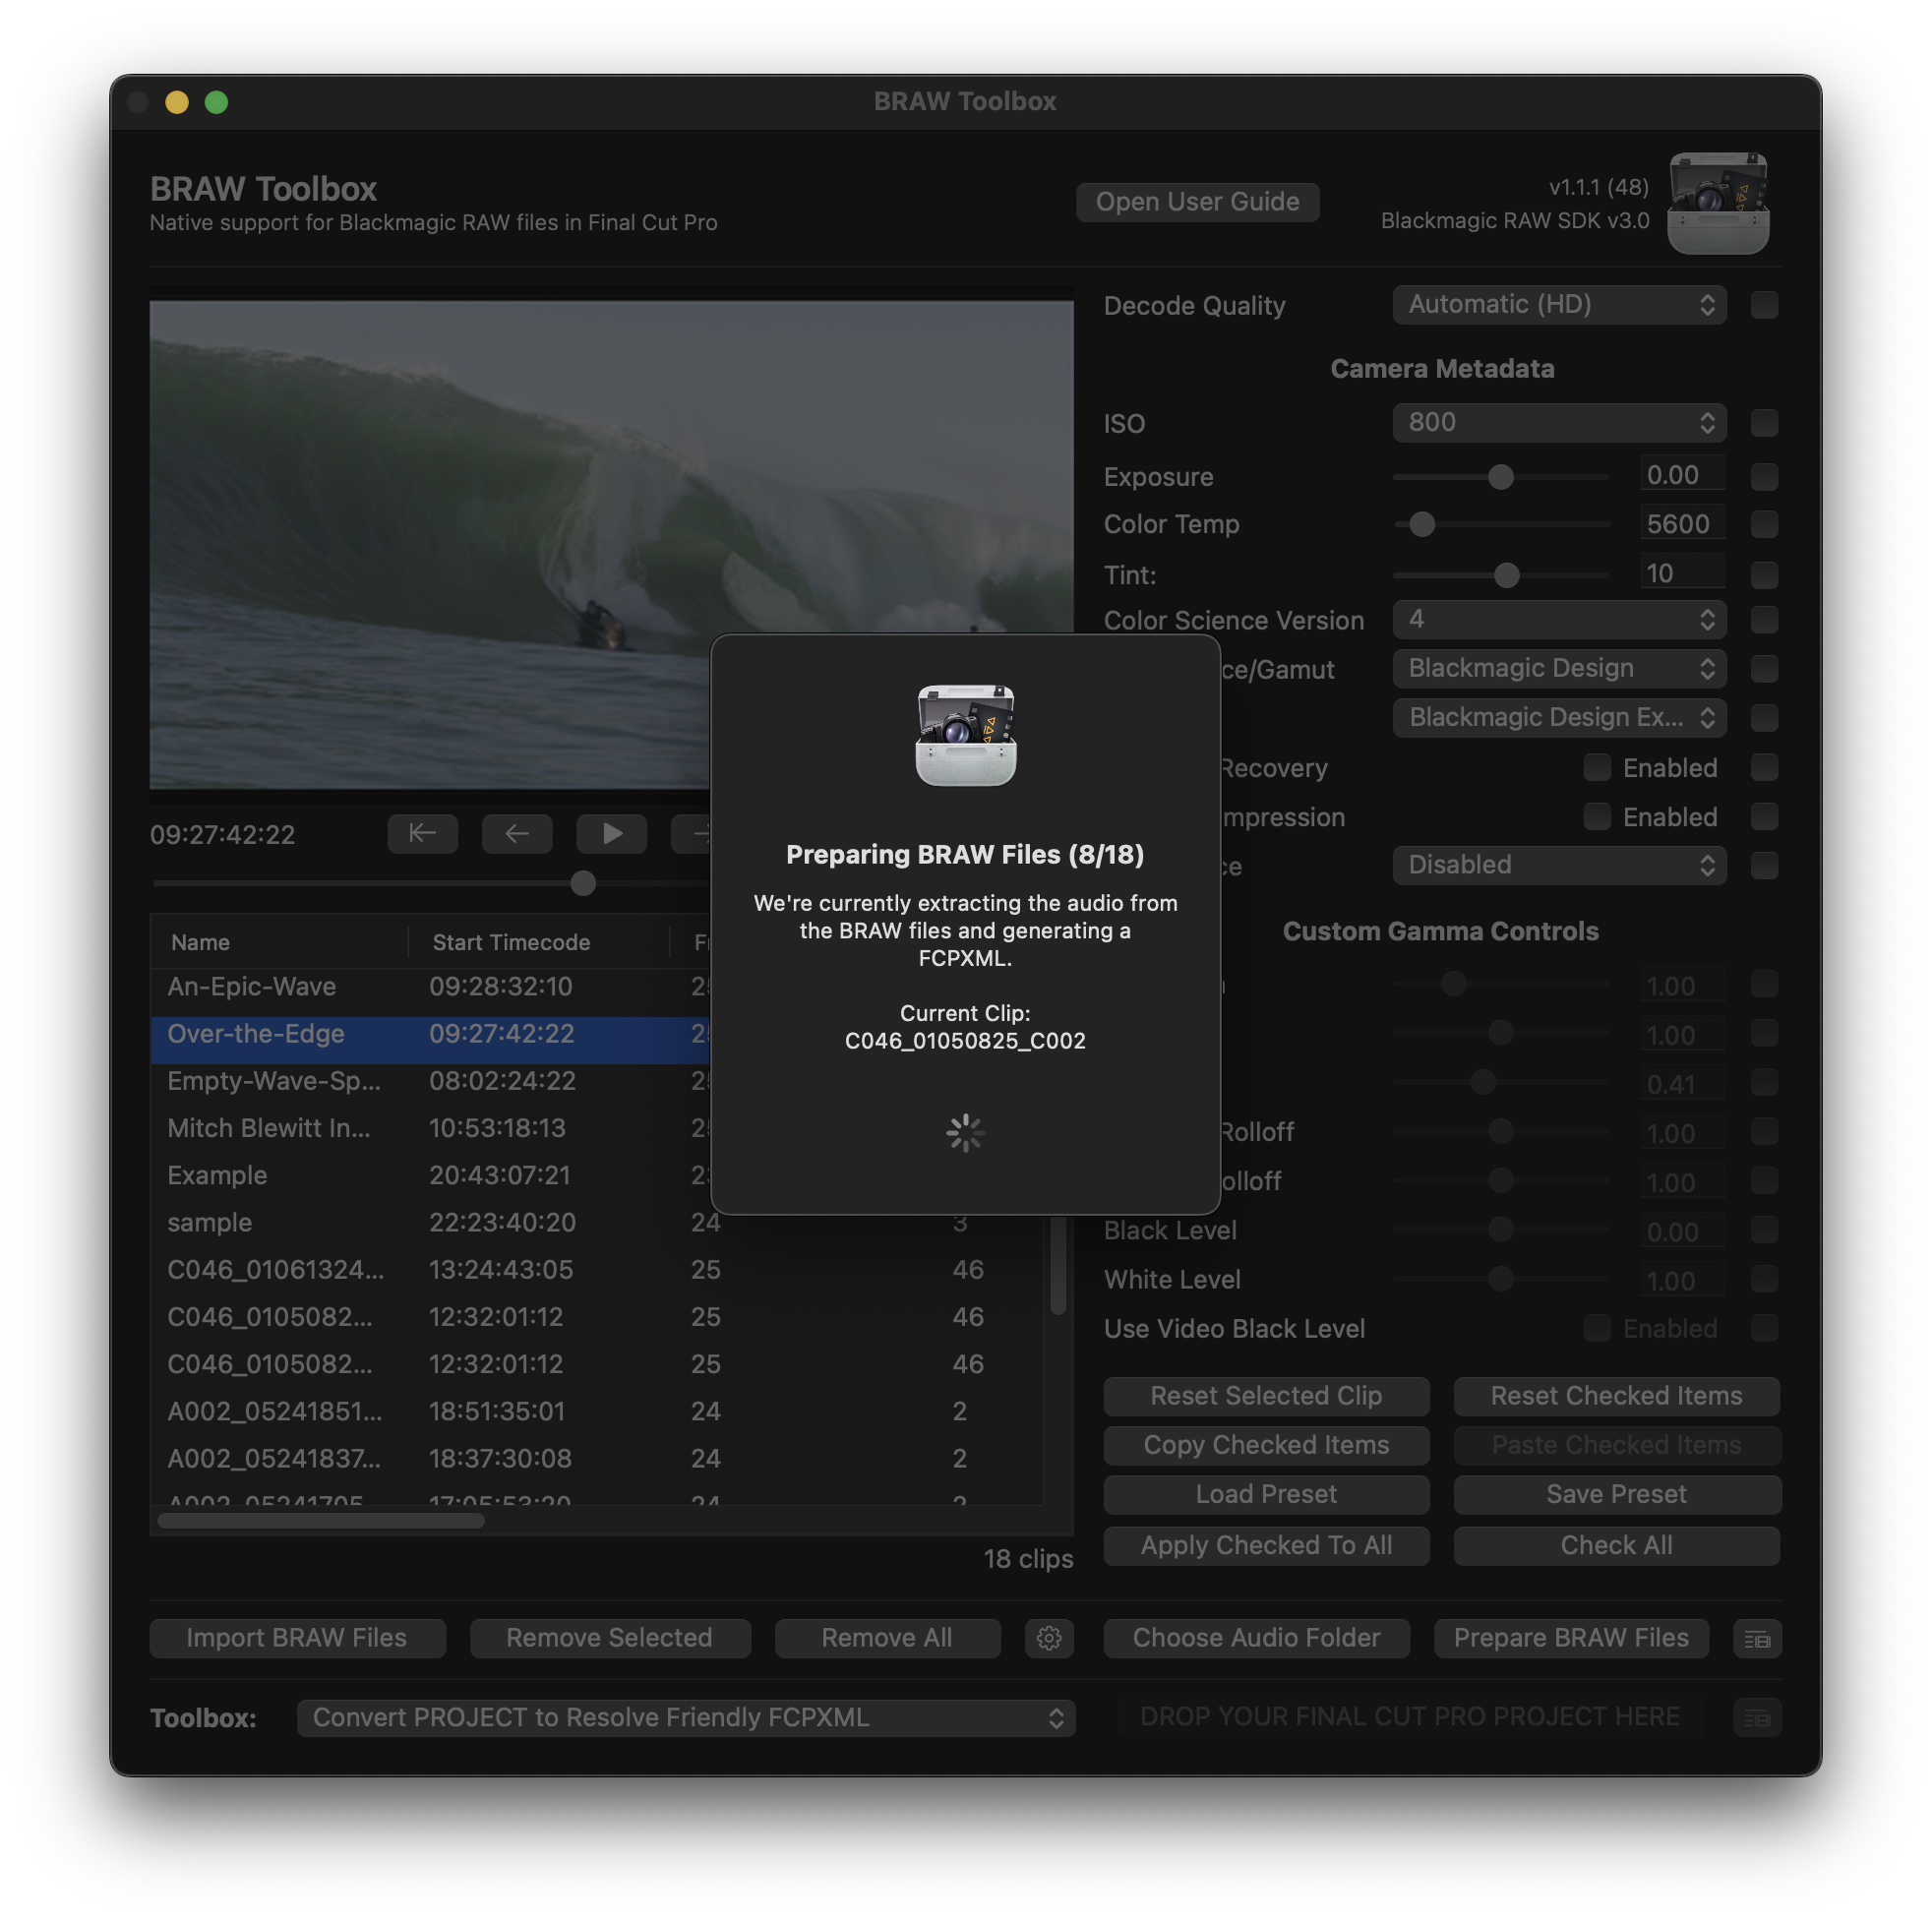 BRAW Toolbox
BRAW Toolbox
Native support for Blackmagic RAW files in Final Cut Pro
Open User Guide
v1.1.1 (48)
Blackmagic RAW SDK v3.0
Decode Quality
Automatic (HD)
Camera Metadata
ISO
800
Exposure
0.00
Color Temp
5600
Tint:
10
Color Science Version
4
ce/Gamut
Blackmagic Design
Blackmagic Design Ex...
Recovery
Enabled
mpression
Enabled
ce
Disabled
Custom Gamma Controls
1.00
1.00
0.41
Rolloff
1.00
olloff
1.00
Black Level
0.00
White Level
1.00
Use Video Black Level
Enabled
Reset Selected Clip
Reset Checked Items
Copy Checked Items
Paste Checked Items
Load Preset
Save Preset
Apply Checked To All
Check All
09:27:42:22
Name Start Timecode
An-Epic-Wave 09:28:32:10
Over-the-Edge 09:27:42:22
Empty-Wave-Sp... 08:02:24:22
Mitch Blewitt In... 10:53:18:13
Example 20:43:07:21
sample 22:23:40:20 24 3
C046_01061324... 13:24:43:05 25 46
C046_0105082... 12:32:01:12 25 46
C046_0105082... 12:32:01:12 25 46
A002_05241851... 18:51:35:01 24 2
A002_05241837... 18:37:30:08 24 2
A002_05241705 17:05:53:20 24 2
18 clips
Preparing BRAW Files (8/18)
We're currently extracting the audio from
the BRAW files and generating a
FCPXML.
Current Clip:
C046_01050825_C002
Import BRAW Files
Remove Selected
Remove All
Choose Audio Folder
Prepare BRAW Files
Toolbox:
Convert PROJECT to Resolve Friendly FCPXML
DROP YOUR FINAL CUT PRO PROJECT HERE